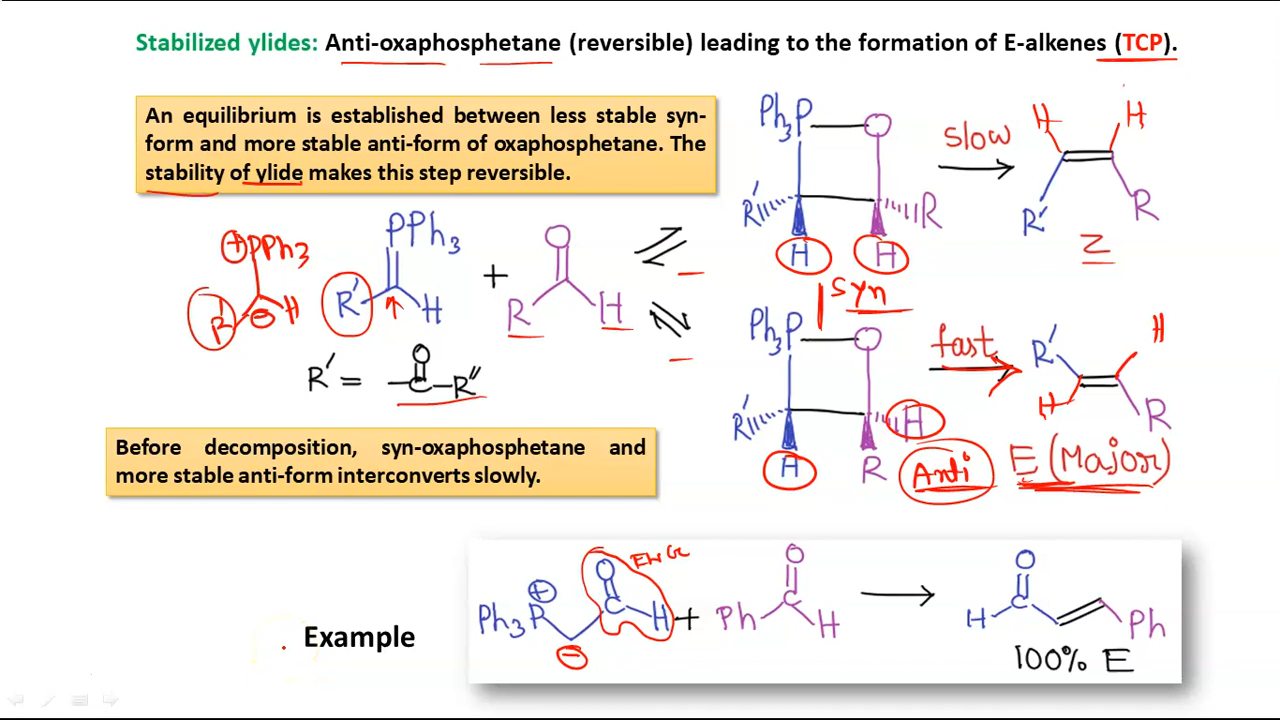 Stabilized ylides: Anti-oxaphosphetane (reversible) leading to the formation of E-alkenes (TCP).
An equilibrium is established between less stable syn-
form and more stable anti-form of oxaphosphetane. The
stability of ylide makes this step reversible.
Ph3P O
R' R
H H
slow
H H
R' R
Z
syn
⊕PPh3
R' ⊖ H
PPh3
R' H
+
O
R H
R' = O
C-R''
Ph3P O
R' H
H R
Anti
fast
R' H
H R
E (Major)
Before decomposition, syn-oxaphosphetane and
more stable anti-form interconverts slowly.
Example
Ph3P ⊕ ⊖ O
C H
EWG
+
O
Ph C H
O
H C Ph
100% E